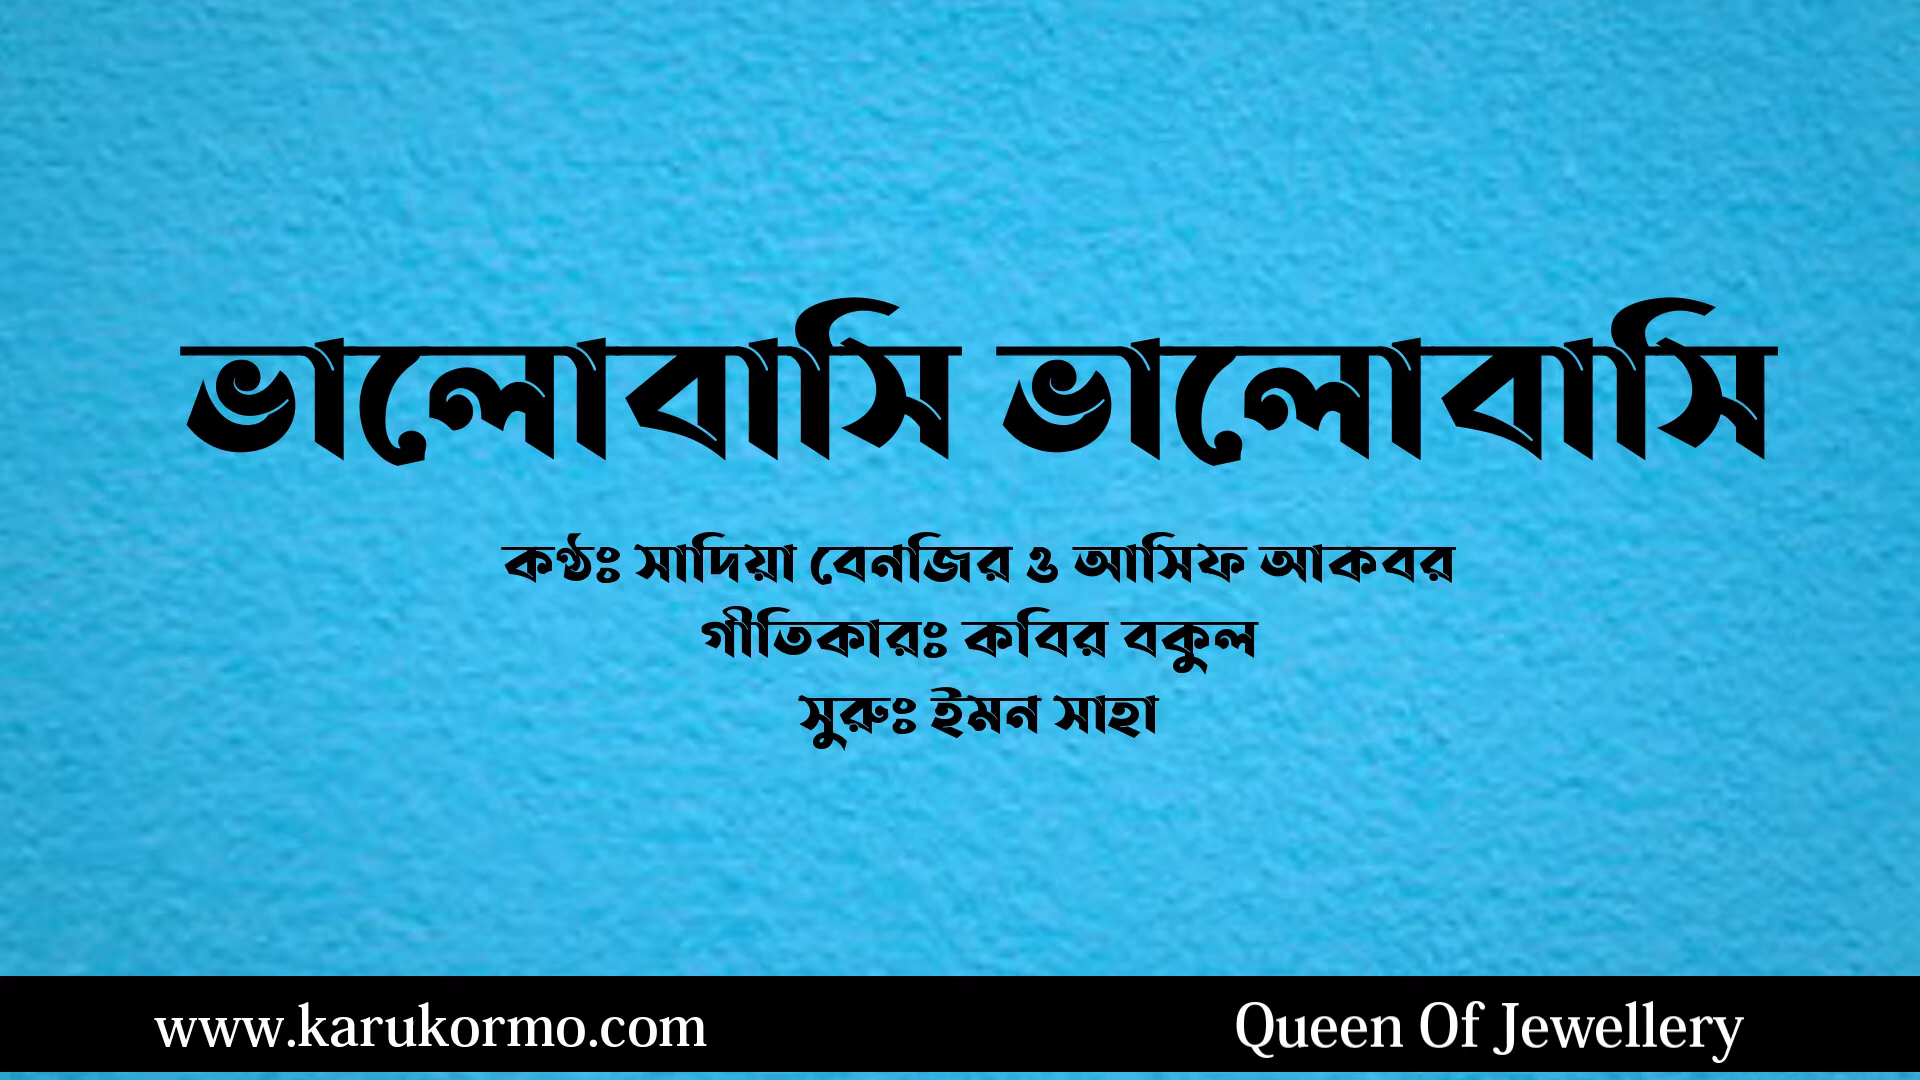 ভালোবাসি ভালোবাসি
কণ্ঠঃ সাদিয়া বেনজির ও আসিফ আকবর
গীতিকারঃ কবির বকুল
সুরুঃ ইমন সাহা
www.karukormo.com
Queen Of Jewellery